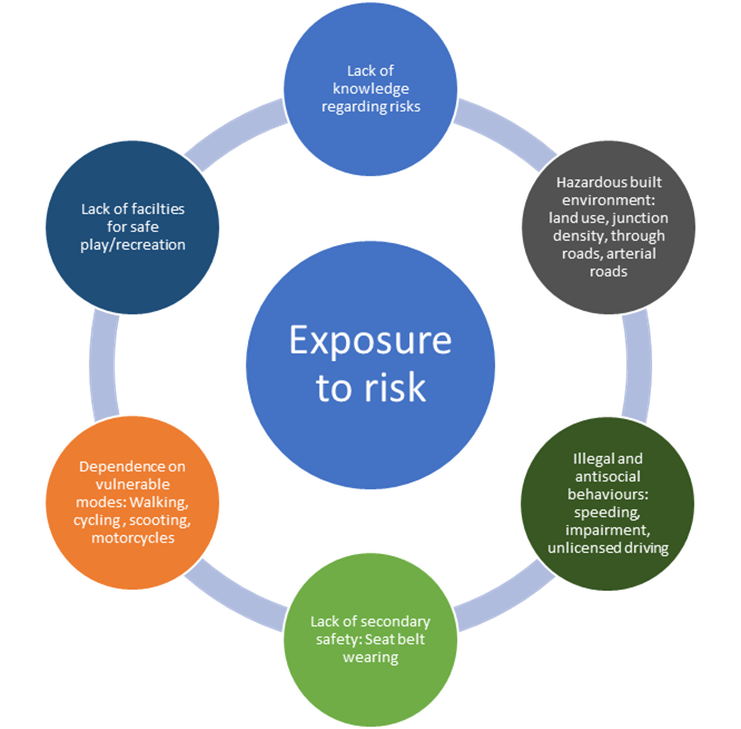 Lack of
knowledge
regarding risks
Hazardous built
environment:
land use, junction
density, through
roads, arterial
roads
Illegal and
antisocial
behaviours:
speeding,
impairment,
unlicensed driving
Lack of secondary
safety: Seat belt
wearing
Dependence on
vulnerable
modes: Walking,
cycling , scooting,
motorcycles
Lack of facilties
for safe
play/recreation
Exposure
to risk